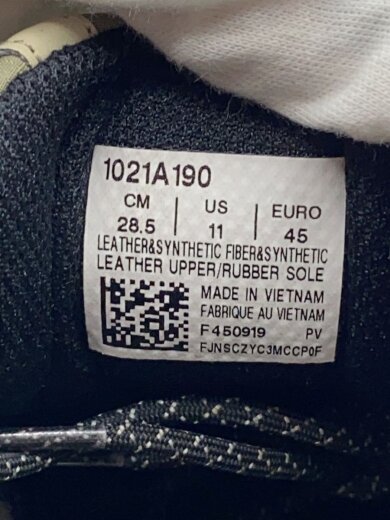 1021A190
CM | US | EURO
28.5 | 11 | 45
LEATHER&SYNTHETIC FIBER&SYNTHETIC
LEATHER UPPER/RUBBER SOLE
MADE IN VIETNAM
FABRIQUE AU VIETNAM
F450919 PV
FJNSCZYC3MCCP0F